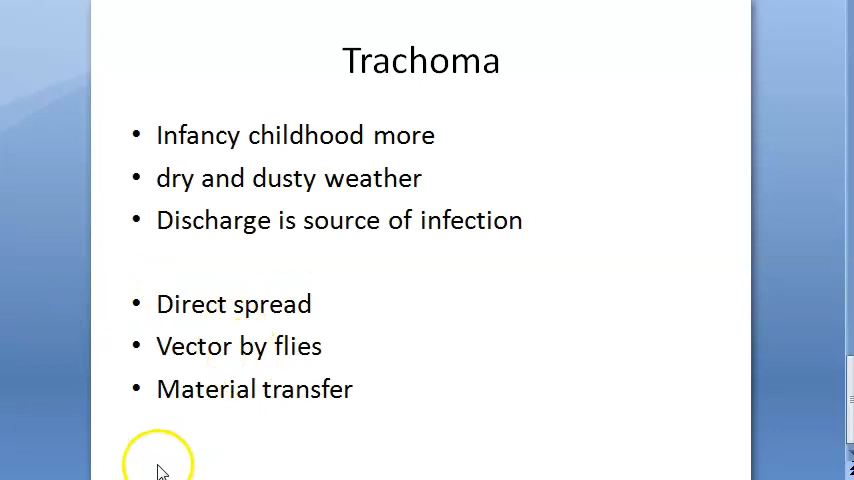 Trachoma
• Infancy childhood more
• dry and dusty weather
• Discharge is source of infection
• Direct spread
• Vector by flies
• Material transfer